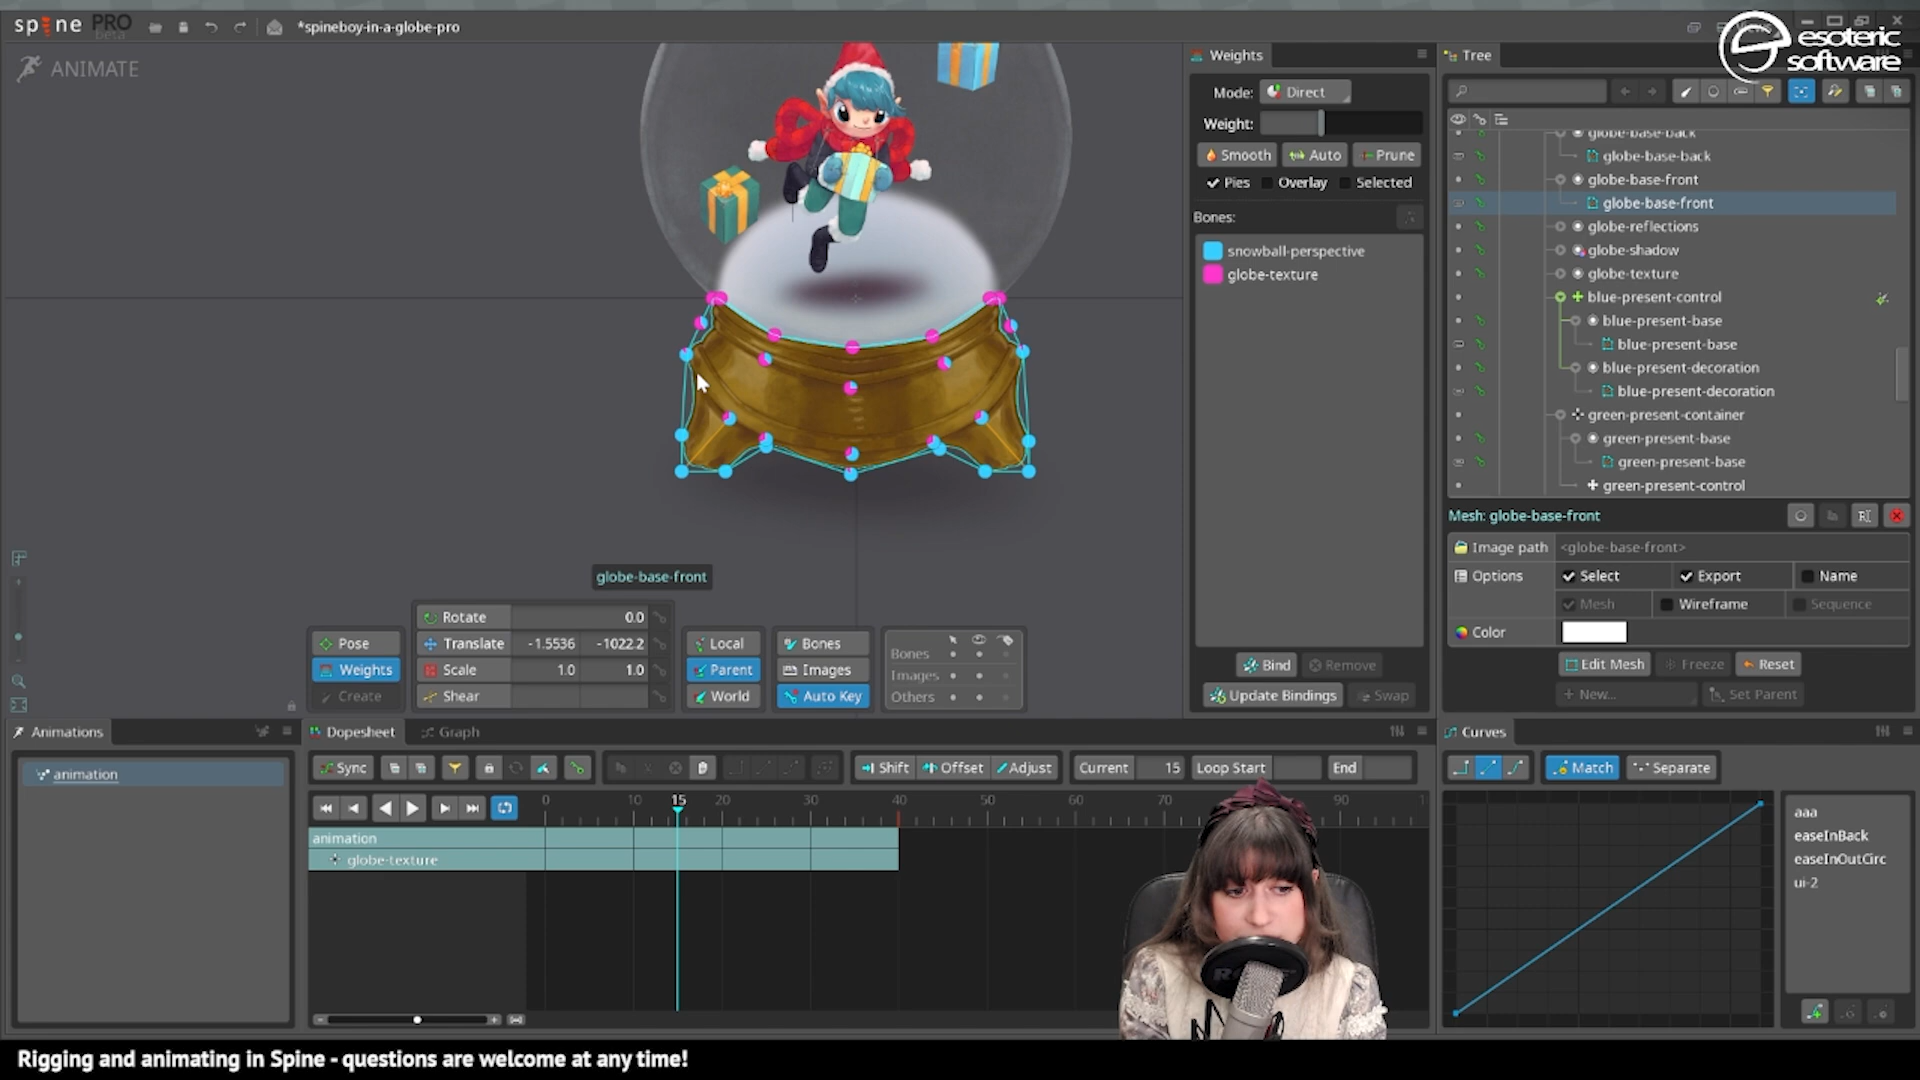 spine PRO
beta
*spineboy-in-a-globe-pro
Views
esoteric
software
ANIMATE
Weights
Mode: Direct
Weight:
Smooth
Auto
Prune
Pies
Overlay
Selected
Bones:
snowball-perspective
globe-texture
Bind
Remove
Update Bindings
Swap
Tree
globe-base-back
globe-base-back
globe-base-front
globe-base-front
globe-reflections
globe-shadow
globe-texture
blue-present-control
blue-present-base
blue-present-base
blue-present-decoration
blue-present-decoration
green-present-container
green-present-base
green-present-base
green-present-control
Mesh: globe-base-front
Image path <globe-base-front>
Options Select Export Name
Mesh Wireframe Sequence
Color
Edit Mesh Freeze Reset
+ New... Set Parent
globe-base-front
Pose
Weights
Create
Rotate 0.0
Translate -1.5536 -1022.2
Scale 1.0 1.0
Shear
Local
Parent
World
Bones
Images
Auto Key
Bones
Images
Others
Animations
animation
Dopesheet
Graph
Sync
Shift
Offset
Adjust
Current 15
Loop Start
End
0 10 15 20 30 40 50 60 70 90
animation
globe-texture
Curves
Match
Separate
aaa
easeInBack
easeInOutCirc
ui-2
Rigging and animating in Spine - questions are welcome at any time!